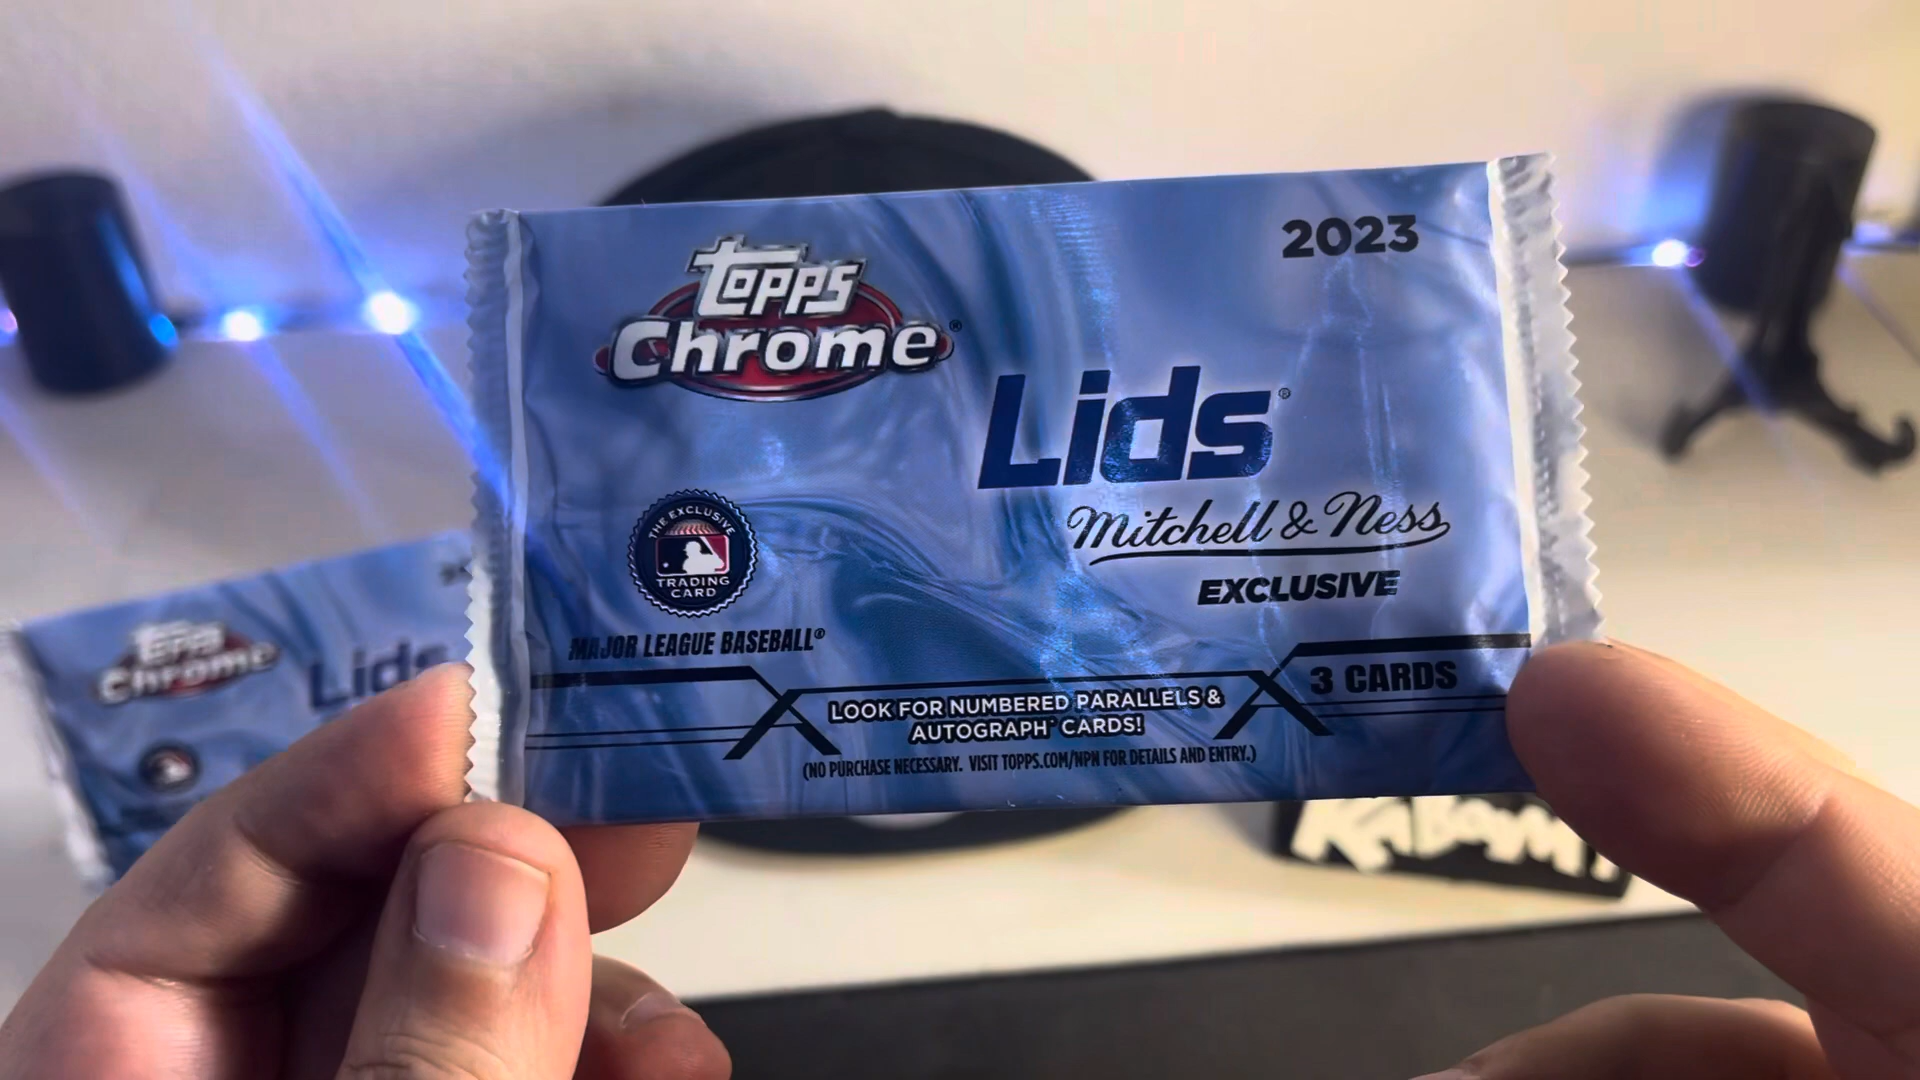 Topps
Chrome®
2023
Lids®
Mitchell & Ness
EXCLUSIVE
THE EXCLUSIVE
TRADING
CARD
MAJOR LEAGUE BASEBALL®
3 CARDS
LOOK FOR NUMBERED PARALLELS &
AUTOGRAPH* CARDS!
(NO PURCHASE NECESSARY. VISIT TOPPS.COM/NPN FOR DETAILS AND ENTRY.)
Topps
Chrome
Lids
KABOOM!